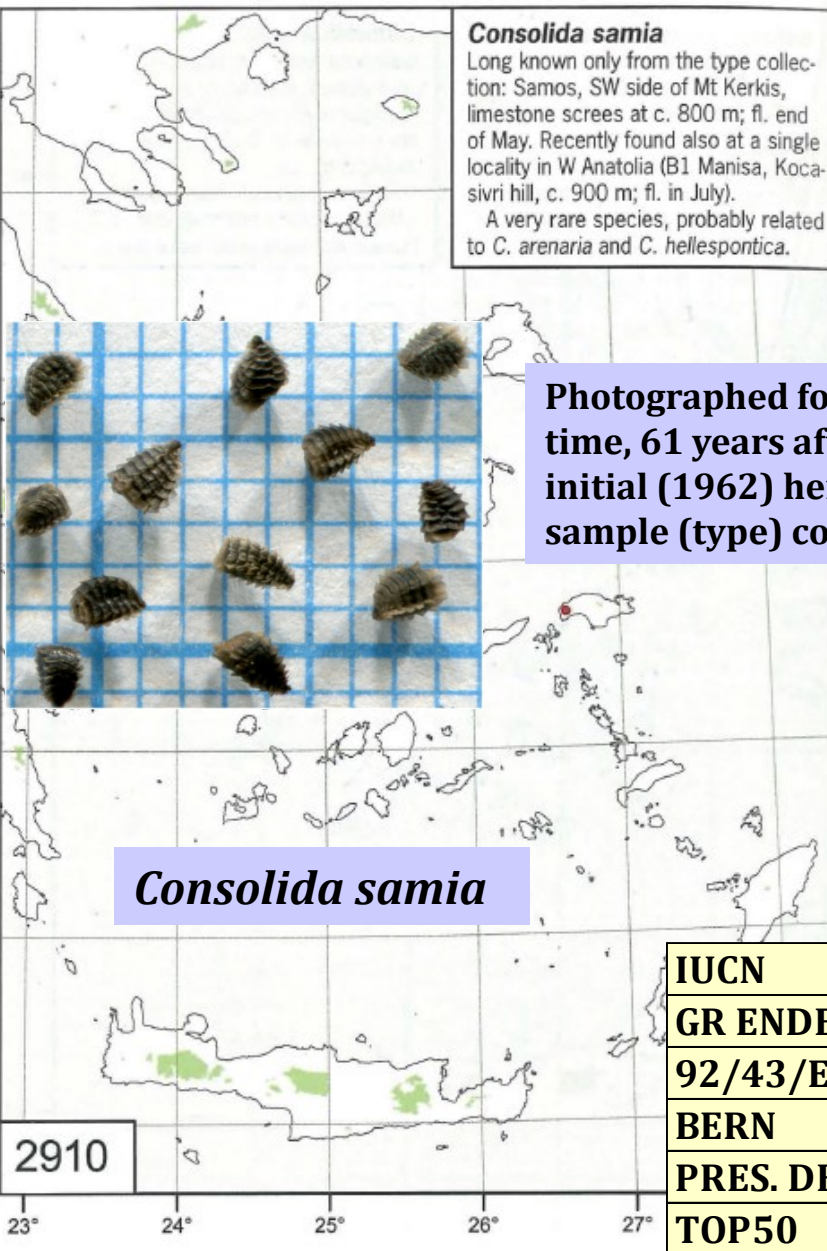 Consolida samia
Long known only from the type collec-
tion: Samos, SW side of Mt Kerkis,
limestone screes at c. 800 m; fl. end
of May. Recently found also at a single
locality in W Anatolia (B1 Manisa, Koca-
sivri hill, c. 900 m; fl. in July).
A very rare species, probably related
to C. arenaria and C. hellespontica.
Photographed fo
time, 61 years af
initial (1962) he
sample (type) co
Consolida samia
IUCN
GR ENDE
92/43/E
BERN
PRES. DE
TOP50
2910
23° 24° 25° 26° 27°